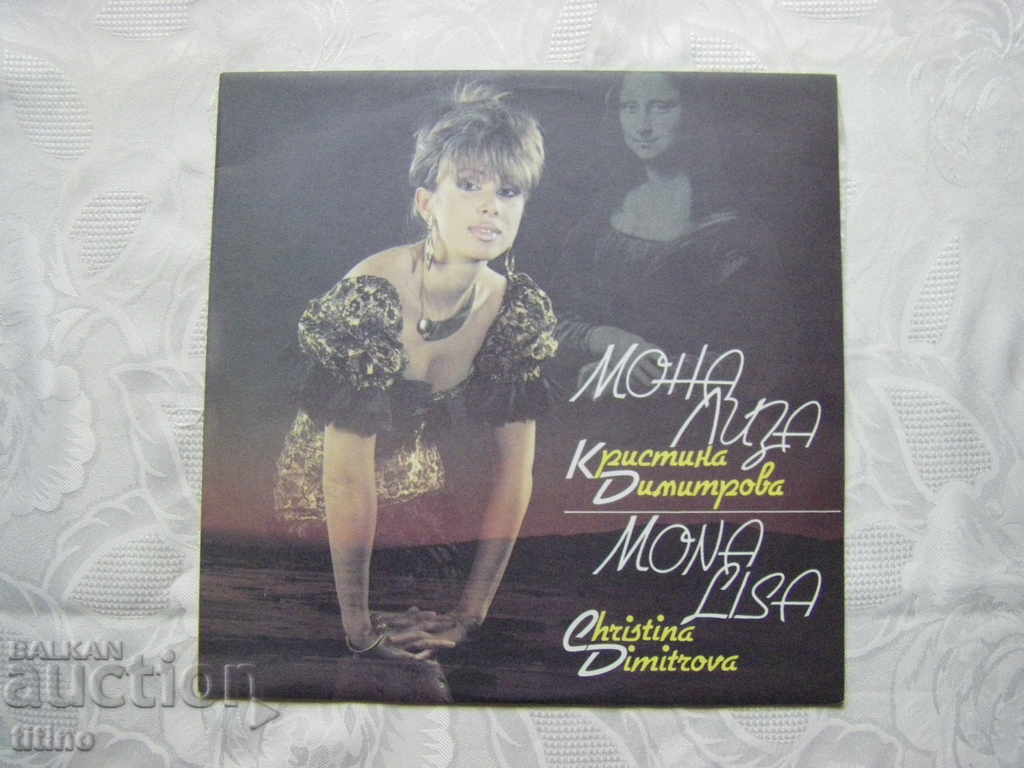 МОНА
ЛИЗА
Кристина
Димитрова
MONA
LISA
Christina
Dimitrova
BALKAN
auction
titino